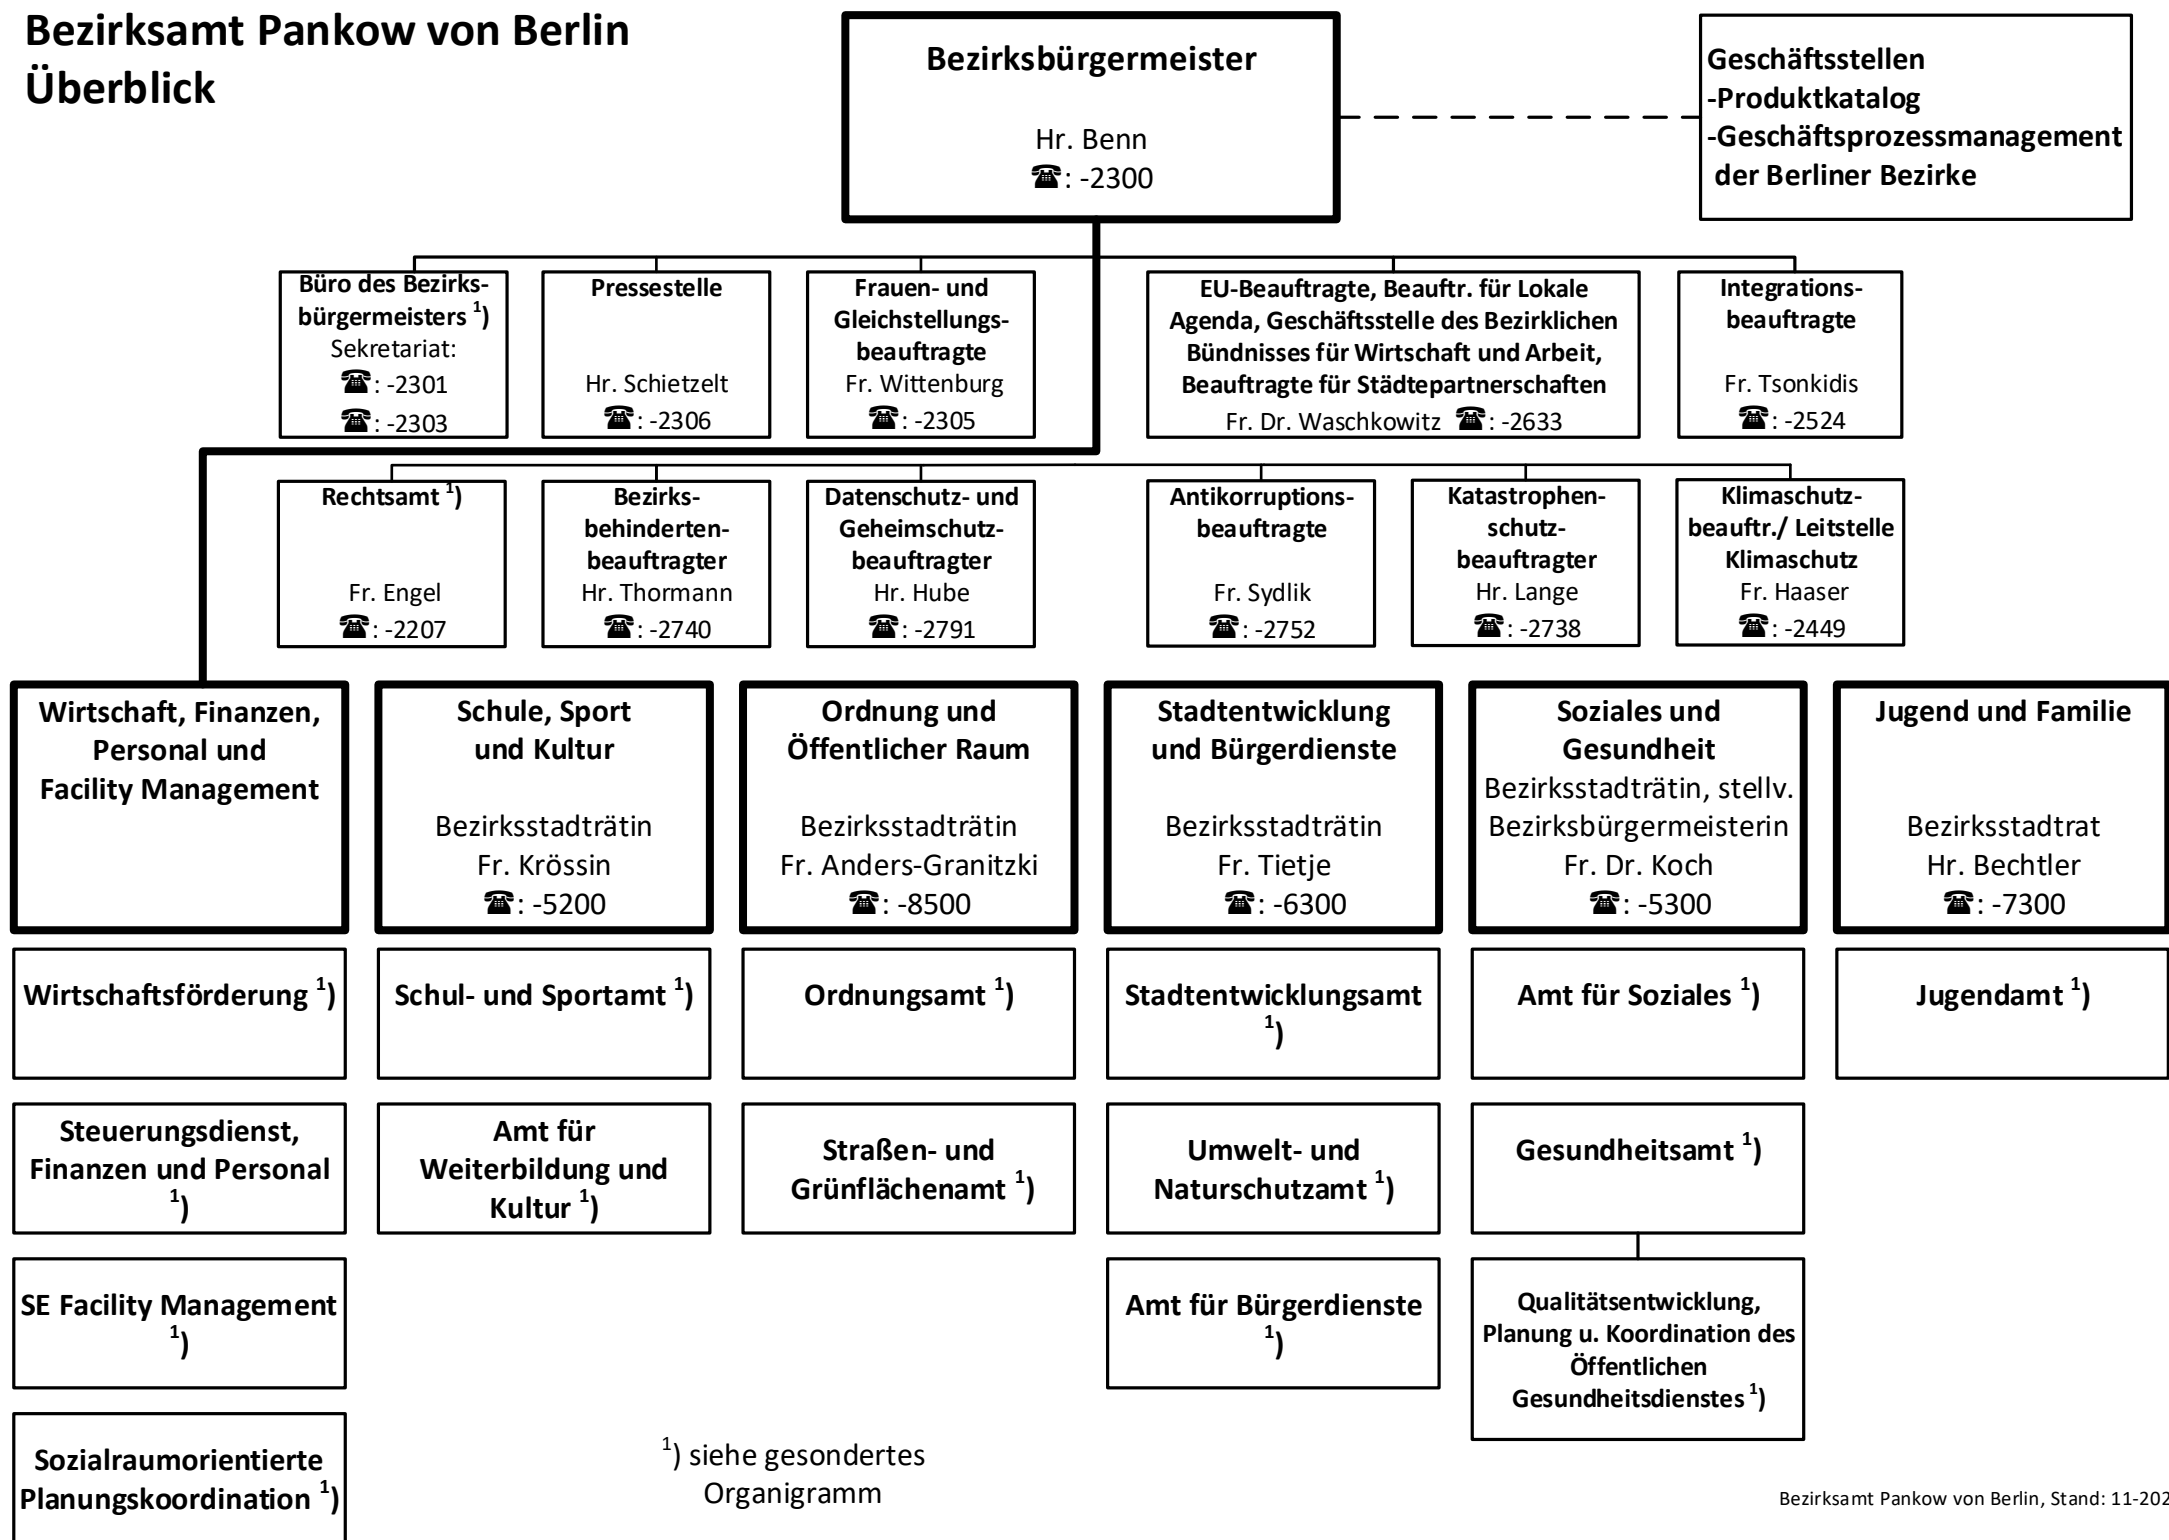 Bezirksamt Pankow von Berlin
Überblick
Bezirksbürgermeister
Hr. Benn
☎: -2300
Geschäftsstellen
-Produktkatalog
-Geschäftsprozessmanagement
der Berliner Bezirke
Büro des Bezirks-
bürgermeisters ¹)
Sekretariat:
☎: -2301
☎: -2303
Pressestelle
Hr. Schietzelt
☎: -2306
Frauen- und
Gleichstellungs-
beauftragte
Fr. Wittenburg
☎: -2305
EU-Beauftragte, Beauftr. für Lokale
Agenda, Geschäftsstelle des Bezirklichen
Bündnisses für Wirtschaft und Arbeit,
Beauftragte für Städtepartnerschaften
Fr. Dr. Waschkowitz ☎: -2633
Integrations-
beauftragte
Fr. Tsonkidis
☎: -2524
Rechtsamt ¹)
Fr. Engel
☎: -2207
Bezirks-
behinderten-
beauftragter
Hr. Thormann
☎: -2740
Datenschutz- und
Geheimschutz-
beauftragter
Hr. Hube
☎: -2791
Antikorruptions-
beauftragte
Fr. Sydlik
☎: -2752
Katastrophen-
schutz-
beauftragter
Hr. Lange
☎: -2738
Klimaschutz-
beauftr./ Leitstelle
Klimaschutz
Fr. Haaser
☎: -2449
Wirtschaft, Finanzen,
Personal und
Facility Management
Schule, Sport
und Kultur
Bezirksstadträtin
Fr. Krössin
☎: -5200
Ordnung und
Öffentlicher Raum
Bezirksstadträtin
Fr. Anders-Granitzki
☎: -8500
Stadtentwicklung
und Bürgerdienste
Bezirksstadträtin
Fr. Tietje
☎: -6300
Soziales und
Gesundheit
Bezirksstadträtin, stellv.
Bezirksbürgermeisterin
Fr. Dr. Koch
☎: -5300
Jugend und Familie
Bezirksstadtrat
Hr. Bechtler
☎: -7300
Wirtschaftsförderung ¹)
Schul- und Sportamt ¹)
Ordnungsamt ¹)
Stadtentwicklungsamt
¹)
Amt für Soziales ¹)
Jugendamt ¹)
Steuerungsdienst,
Finanzen und Personal
¹)
Amt für
Weiterbildung und
Kultur ¹)
Straßen- und
Grünflächenamt ¹)
Umwelt- und
Naturschutzamt ¹)
Gesundheitsamt ¹)
SE Facility Management
¹)
Amt für Bürgerdienste
¹)
Qualitätsentwicklung,
Planung u. Koordination des
Öffentlichen
Gesundheitsdienstes ¹)
Sozialraumorientierte
Planungskoordination ¹)
¹) siehe gesondertes
Organigramm
Bezirksamt Pankow von Berlin, Stand: 11-202